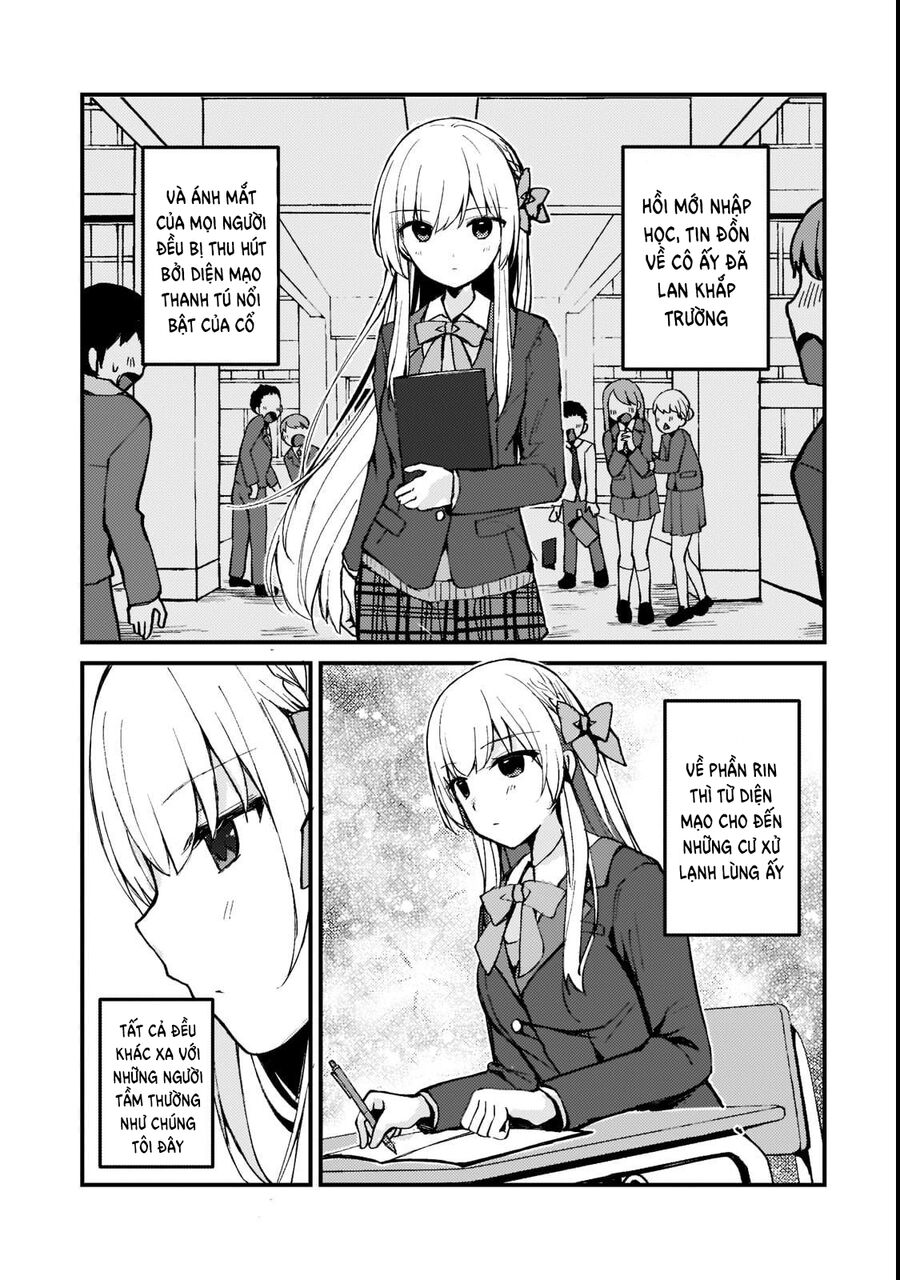 HỒI MỚI NHẬP
HỌC, TIN ĐỒN
VỀ CÔ ẤY ĐÃ
LAN KHẮP
TRƯỜNG
VÀ ÁNH MẮT
CỦA MỌI NGƯỜI
ĐỀU BỊ THU HÚT
BỞI DIỆN MẠO
THANH TÚ NỔI
BẬT CỦA CỔ
VỀ PHẦN RIN
THÌ TỪ DIỆN
MẠO CHO ĐẾN
NHỮNG CƯ XỬ
LẠNH LÙNG ẤY
TẤT CẢ ĐỀU
KHÁC XA VỚI
NHỮNG NGƯỜI
TẦM THƯỜNG
NHƯ CHÚNG
TÔI ĐÂY